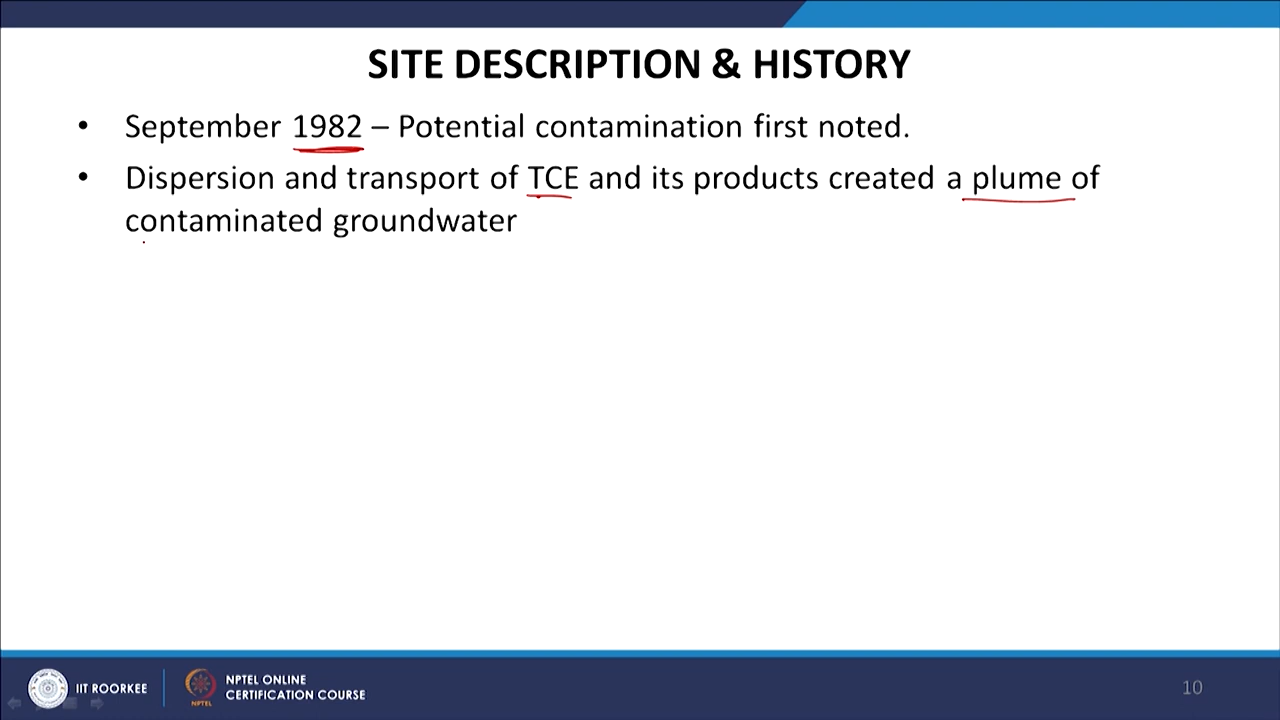 SITE DESCRIPTION & HISTORY
• September 1982 – Potential contamination first noted.
• Dispersion and transport of TCE and its products created a plume of
contaminated groundwater
IIT ROORKEE
NPTEL
NPTEL ONLINE
CERTIFICATION COURSE
10